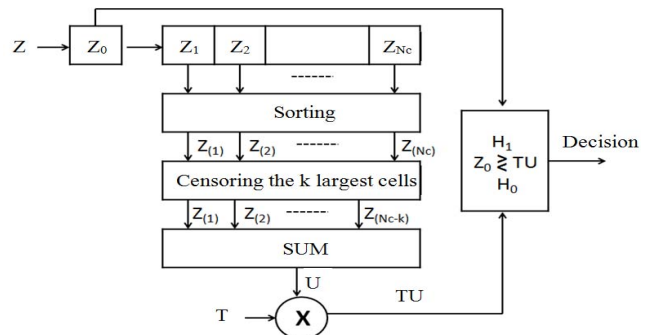 Z Z₀ Z₁ Z₂ Z_Nc
Sorting
Z(1) Z(2) Z(Nc)
Censoring the k largest cells
Z(1) Z(2) Z(Nc-k)
SUM
U
T X TU
H₁
Z₀ ≷ TU
H₀
Decision